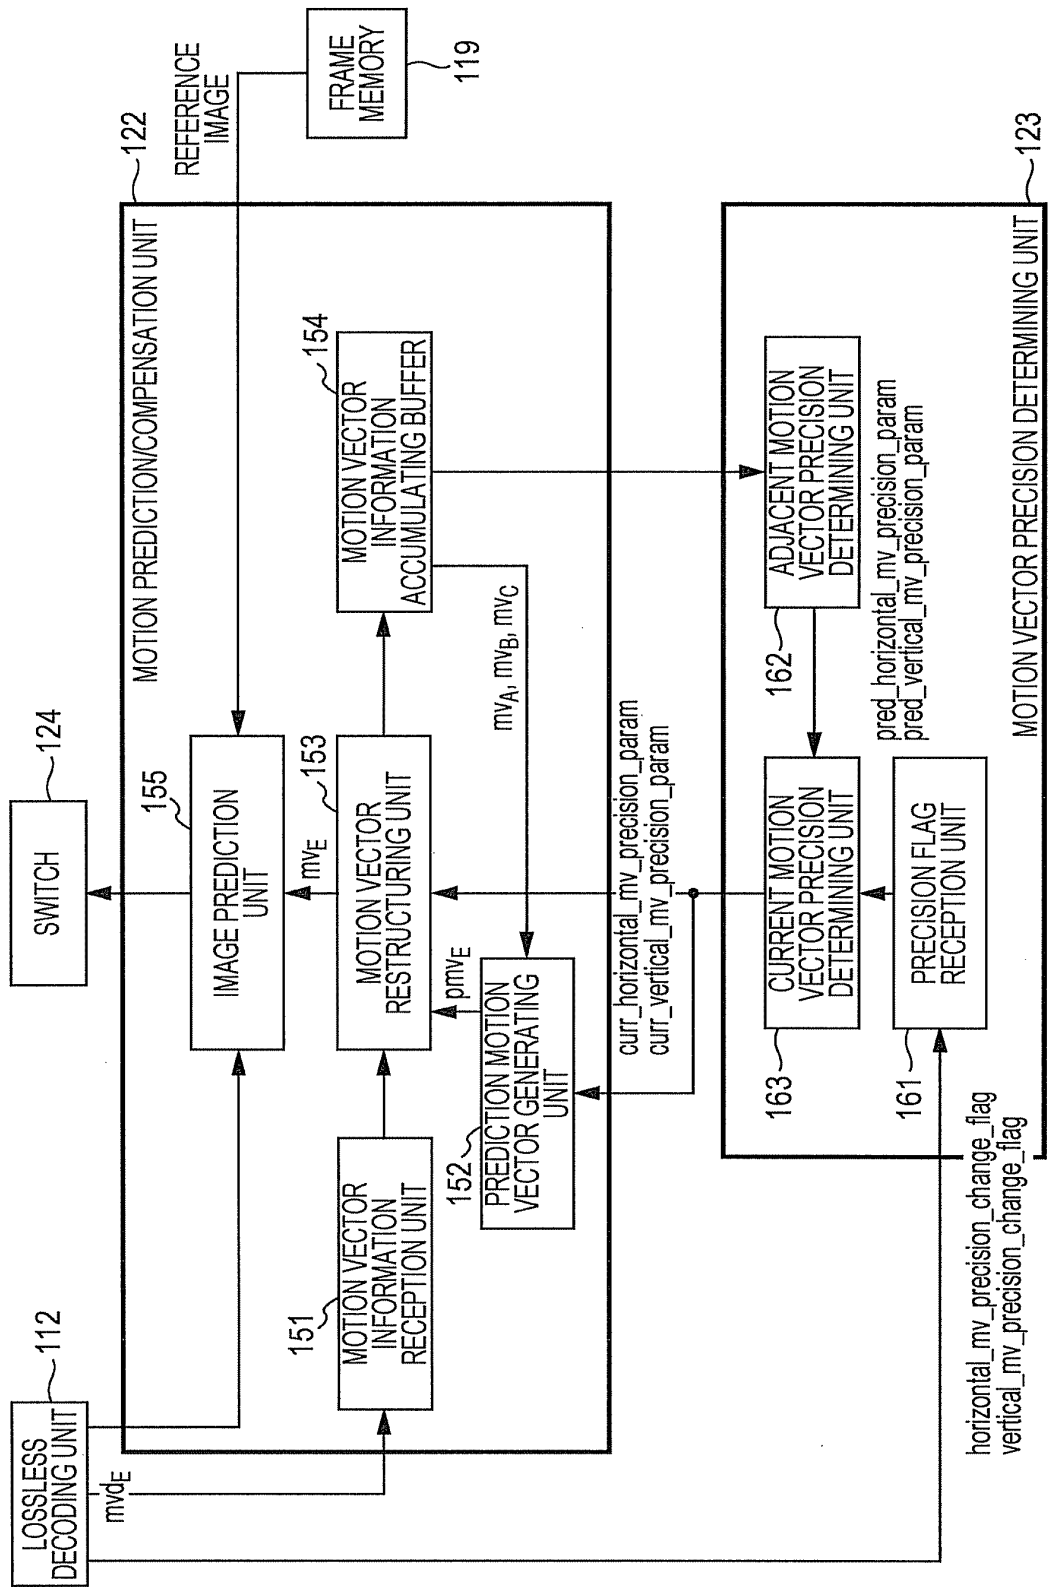 LOSSLESS
DECODING UNIT
112
mvdE
SWITCH
124
REFERENCE
IMAGE
FRAME
MEMORY
119
MOTION PREDICTION/COMPENSATION UNIT
122
IMAGE PREDICTION
UNIT
155
mvE
MOTION VECTOR
INFORMATION
RECEPTION UNIT
151
MOTION VECTOR
RESTRUCTURING UNIT
153
MOTION VECTOR
INFORMATION
ACCUMULATING BUFFER
154
pmvE
PREDICTION MOTION
VECTOR GENERATING
UNIT
152
mvA, mvB, mvC
curr_horizontal_mv_precision_param
curr_vertical_mv_precision_param
CURRENT MOTION
VECTOR PRECISION
DETERMINING UNIT
163
ADJACENT MOTION
VECTOR PRECISION
DETERMINING UNIT
162
pred_horizontal_mv_precision_param
pred_vertical_mv_precision_param
PRECISION FLAG
RECEPTION UNIT
161
MOTION VECTOR PRECISION DETERMINING UNIT
123
horizontal_mv_precision_change_flag
vertical_mv_precision_change_flag